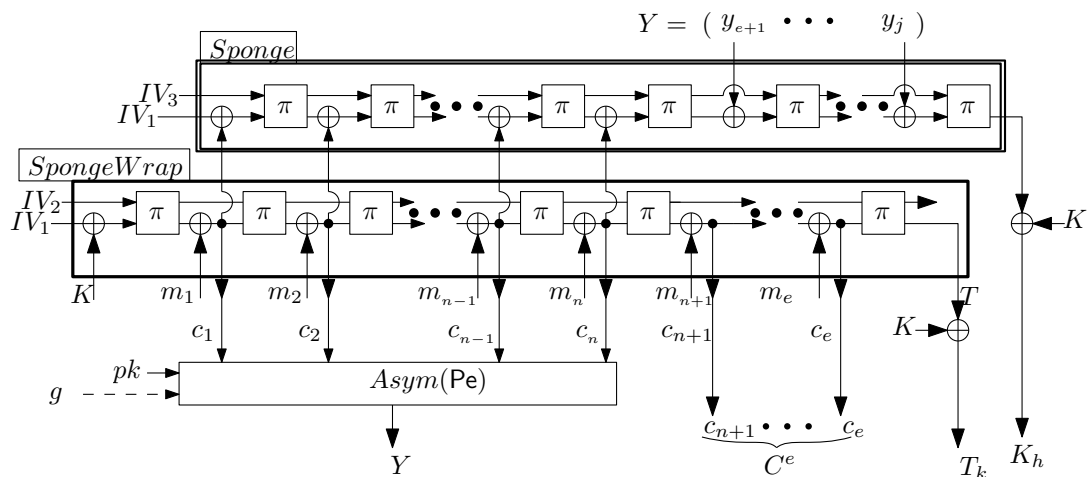 Y = ( y_{e+1} • • • y_j )
Sponge
IV_3 π π • • • π π π • • • π
IV_1
SpongeWrap
IV_2 π π π • • • π π • • • π
IV_1 K
K m_1 m_2 m_{n−1} m_n m_{n+1} m_e T
c_1 c_2 c_{n−1} c_n c_{n+1} c_e K
pk Asym(Pe)
g
c_{n+1} • • • c_e
Y C^e T_k K_h